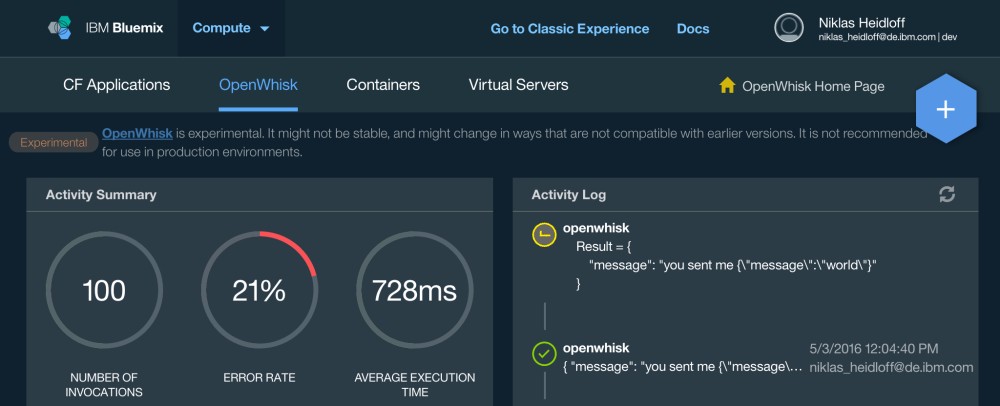 IBM Bluemix
Compute
Go to Classic Experience
Docs
Niklas Heidloff
niklas_heidloff@de.ibm.com | dev
CF Applications
OpenWhisk
Containers
Virtual Servers
OpenWhisk Home Page
+
Experimental
OpenWhisk is experimental. It might not be stable, and might change in ways that are not compatible with earlier versions. It is not recommended
for use in production environments.
Activity Summary
100
NUMBER OF
INVOCATIONS
21%
ERROR RATE
728ms
AVERAGE EXECUTION
TIME
Activity Log
openwhisk
Result = {
"message": "you sent me {\"message\":\"world\"}"
}
openwhisk
5/3/2016 12:04:40 PM
{ "message": "you sent me {\"message\...
niklas_heidloff@de.ibm.com